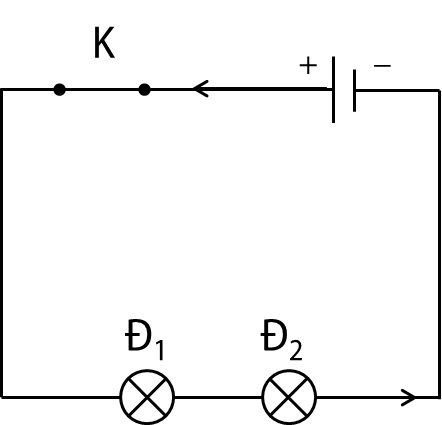 K
+ −
Đ₁ Đ₂